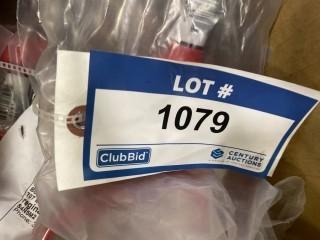 LOT #
1079
ClubBid
CENTURY
AUCTIONS